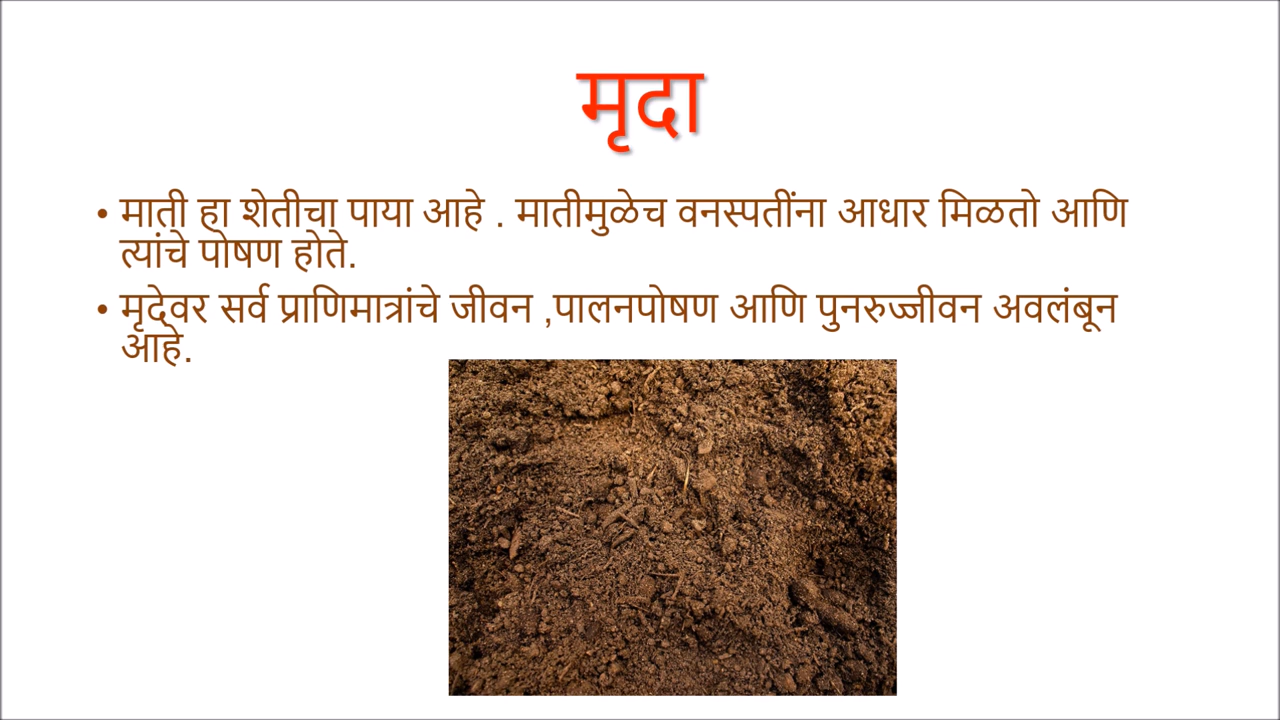 मृदा
• माती हा शेतीचा पाया आहे . मातीमुळेच वनस्पतींना आधार मिळतो आणि
त्यांचे पोषण होते.
• मृदेवर सर्व प्राणिमात्रांचे जीवन ,पालनपोषण आणि पुनरुज्जीवन अवलंबून
आहे.